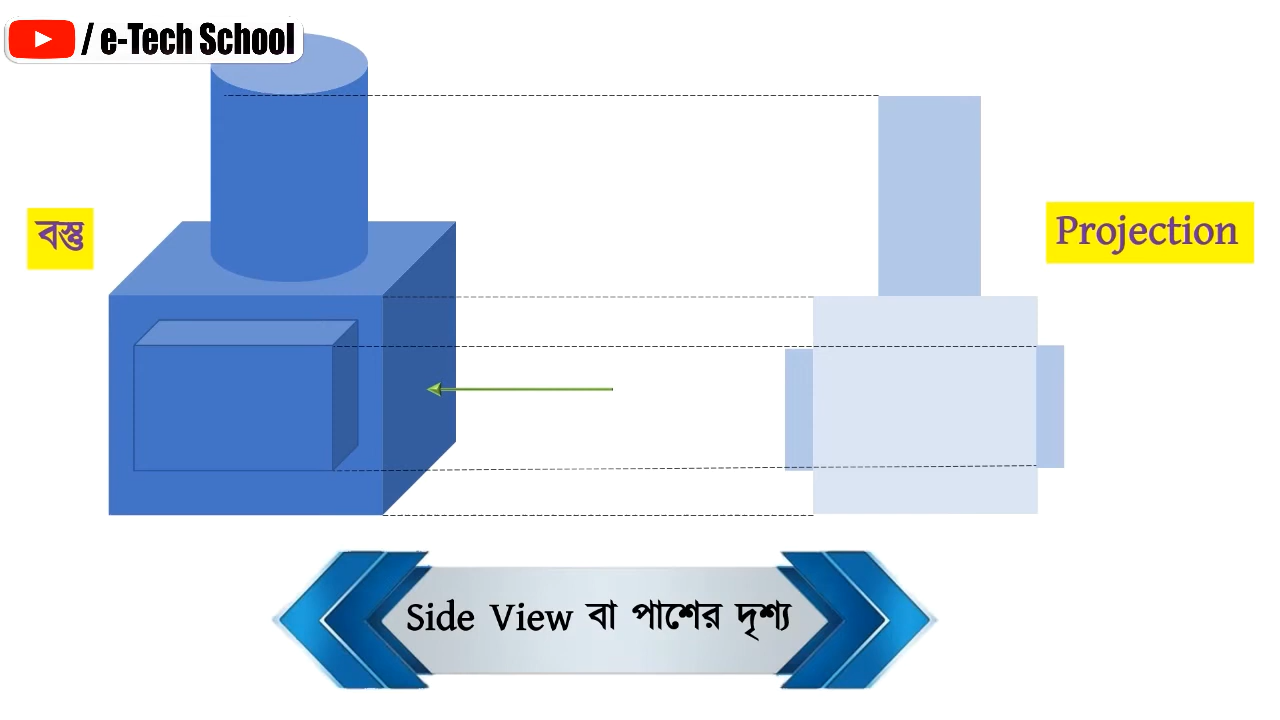 / e-Tech School
বস্তু
Projection
Side View বা পাশের দৃশ্য